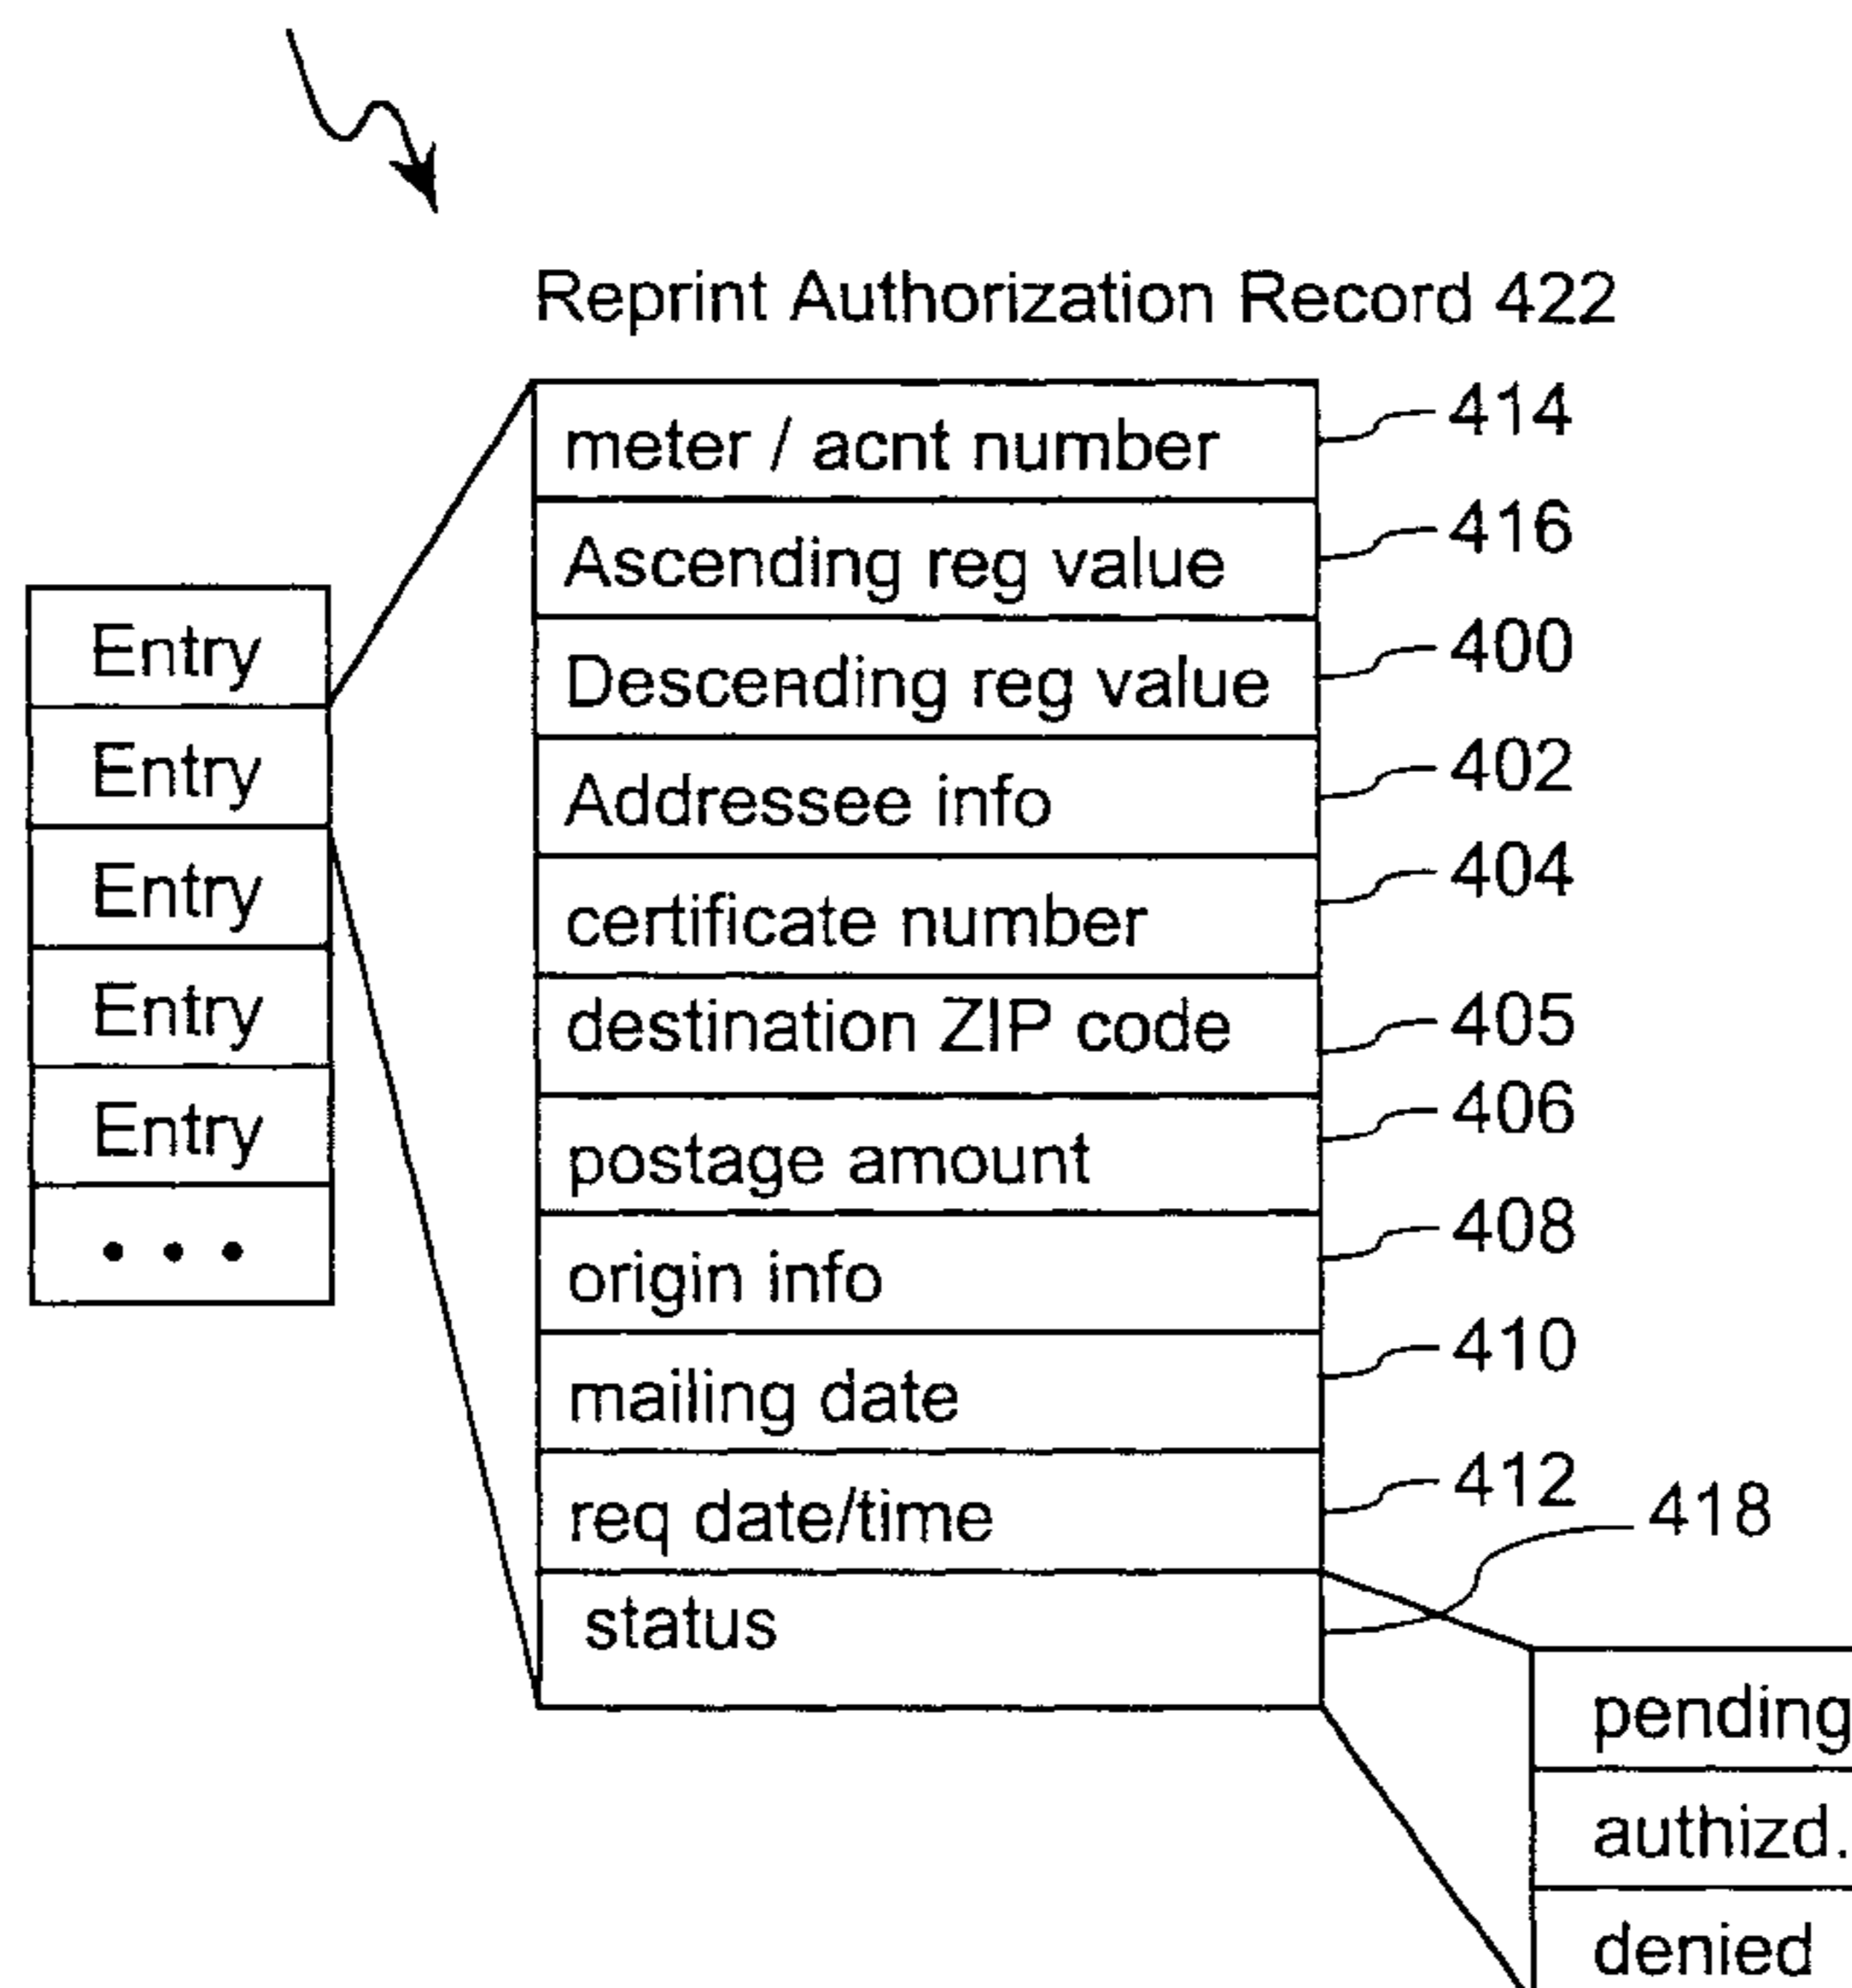 Reprint Authorization Record 422
meter / acnt number 414
Ascending reg value 416
Descending reg value 400
Addressee info 402
certificate number 404
destination ZIP code 405
postage amount 406
origin info 408
mailing date 410
req date/time 412
status 418
Entry
Entry
Entry
Entry
Entry
• • •
pending
authizd.
denied